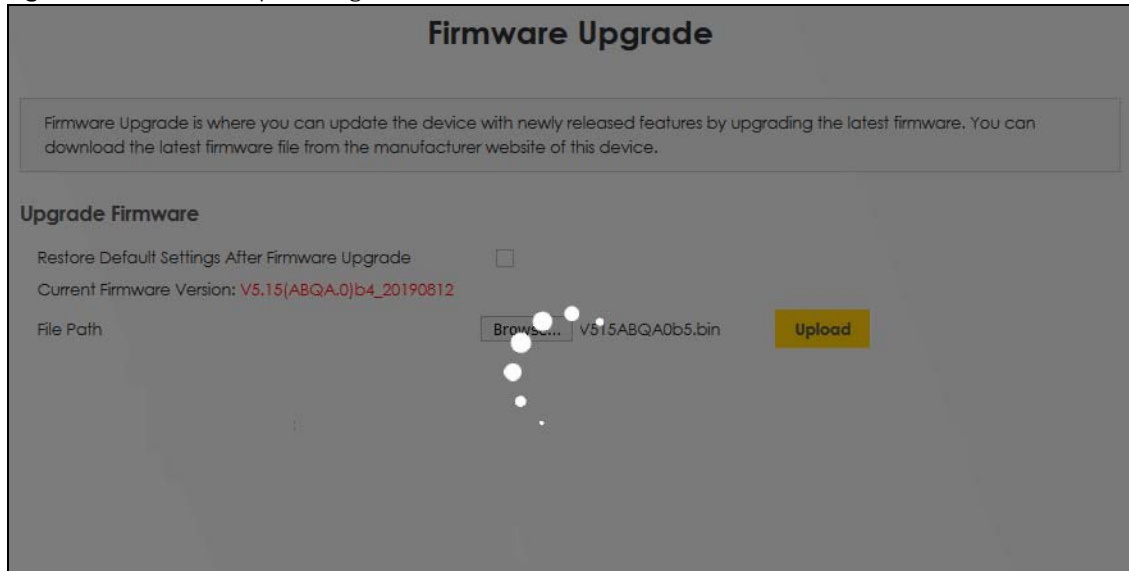 Firmware Upgrade
Firmware Upgrade is where you can update the device with newly released features by upgrading the latest firmware. You can
download the latest firmware file from the manufacturer website of this device.
Upgrade Firmware
Restore Default Settings After Firmware Upgrade
Current Firmware Version: V5.15(ABQA.0)b4_20190812
File Path Browse... V515ABQA0b5.bin Upload